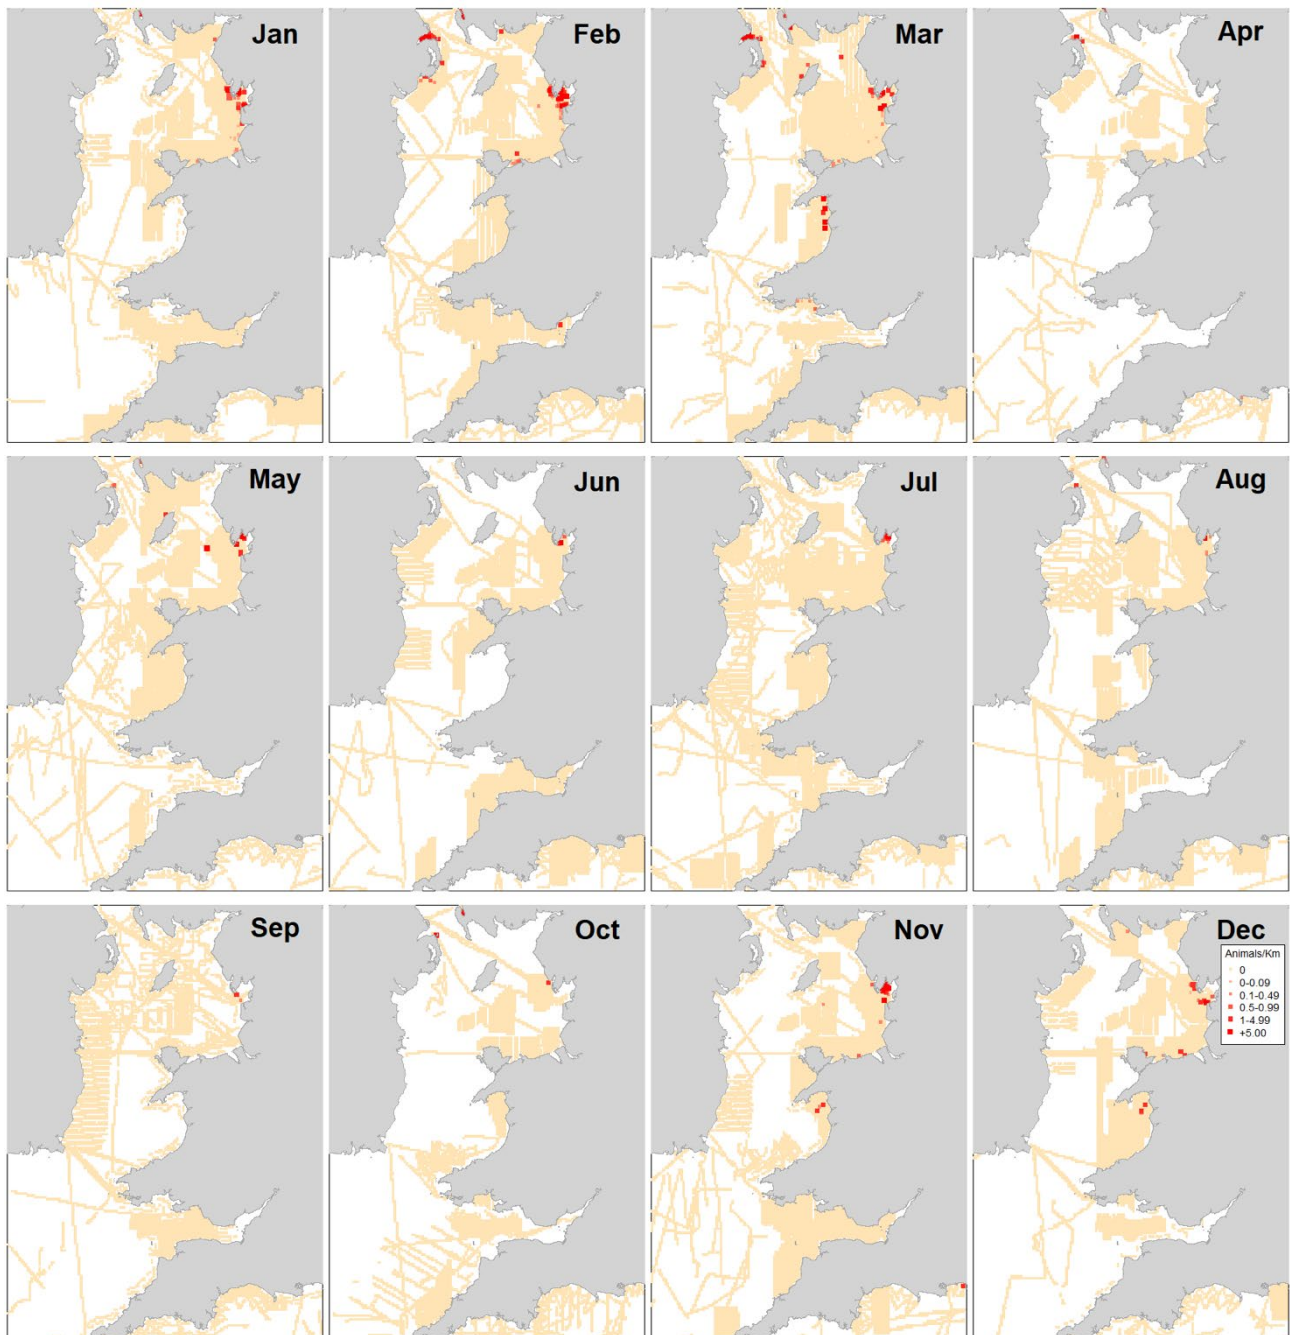 Jan
Feb
Mar
Apr
May
Jun
Jul
Aug
Sep
Oct
Nov
Dec
Animals/Km
0
0-0.09
0.1-0.49
0.5-0.99
1-4.99
+5.00